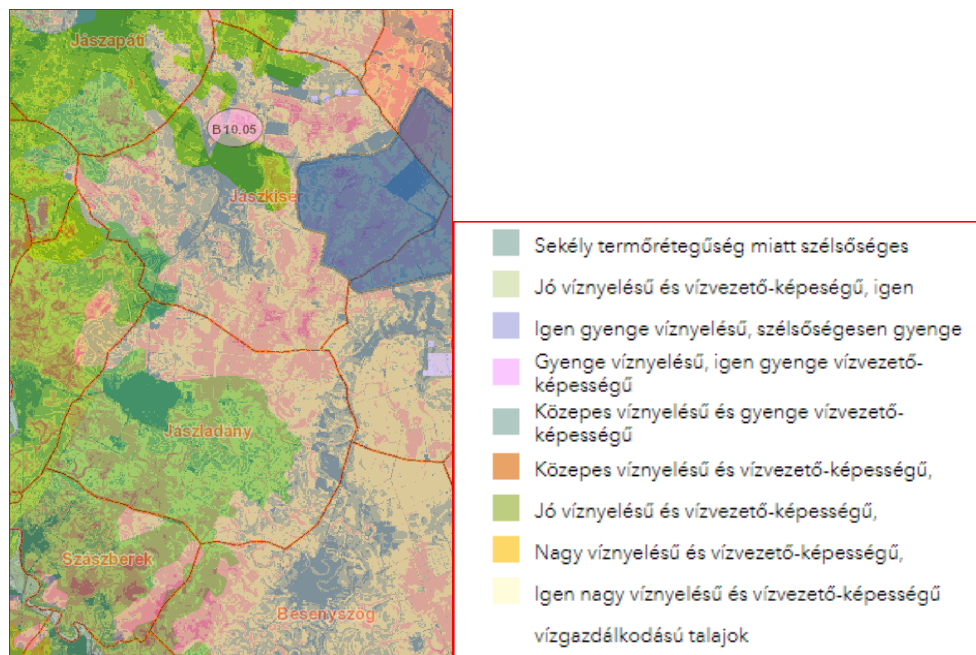 Jászapáti
B 10.05
Jászkisér
Jászladány
Szászberek
Besenyszög
Sekély termőrétegűség miatt szélsőséges
Jó víznyelésű és vízvezető-képeségű, igen
Igen gyenge víznyelésű, szélsőségesen gyenge
Gyenge víznyelésű, igen gyenge vízvezető-
képességű
Közepes víznyelésű és gyenge vízvezető-
képességű
Közepes víznyelésű és vízvezető-képességű,
Jó víznyelésű és vízvezető-képességű,
Nagy víznyelésű és vízvezető-képességű,
Igen nagy víznyelésű és vízvezető-képességű
vízgazdálkodású talajok